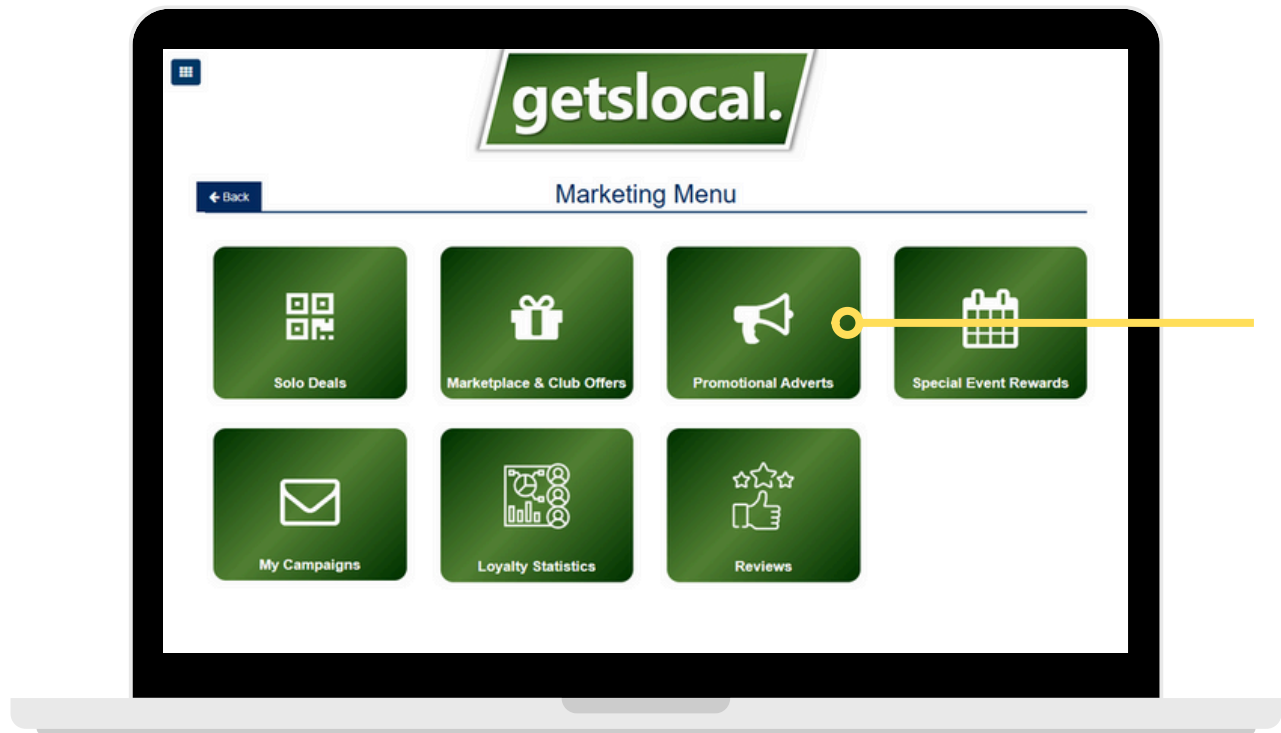 getslocal.
Back
Marketing Menu
Solo Deals
Marketplace & Club Offers
Promotional Adverts
Special Event Rewards
My Campaigns
Loyalty Statistics
Reviews